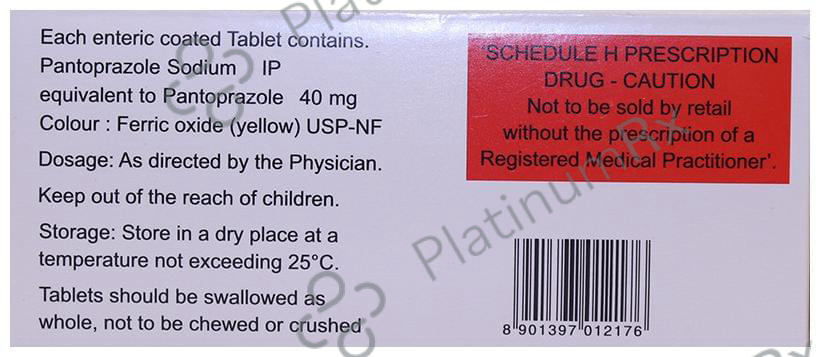 Each enteric coated Tablet contains.
Pantoprazole Sodium IP
equivalent to Pantoprazole 40 mg
Colour : Ferric oxide (yellow) USP-NF
Dosage: As directed by the Physician.
Keep out of the reach of children.
Storage: Store in a dry place at a
temperature not exceeding 25°C.
Tablets should be swallowed as
whole, not to be chewed or crushed
'SCHEDULE H PRESCRIPTION
DRUG - CAUTION
Not to be sold by retail
without the prescription of a
Registered Medical Practitioner'.
8 901397 012176
PlatinumRx